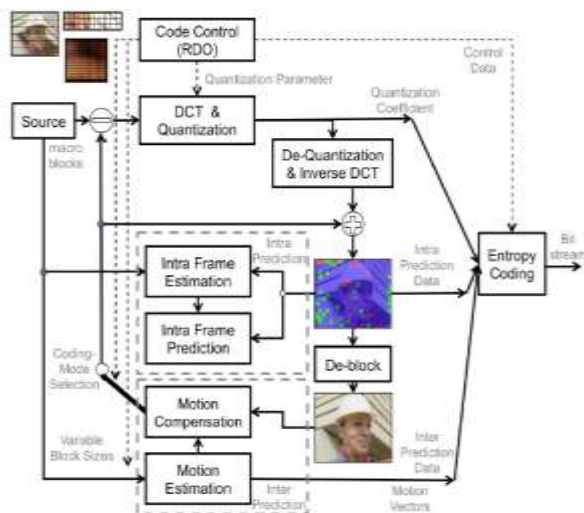 Code Control
(RDO)
Control
Data
Quantization Parameter
Quantization
Coefficient
Source
DCT &
Quantization
macro
blocks
De-Quantization
& Inverse DCT
Intra
Prediction
Intra Frame
Estimation
Intra
Prediction
Data
Entropy
Coding
Bit
stream
Intra Frame
Prediction
De-block
Coding-
Mode
Selection
Motion
Compensation
Variable
Block Sizes
Motion
Estimation
Inter
Prediction
Inter
Prediction
Data
Motion
Vectors